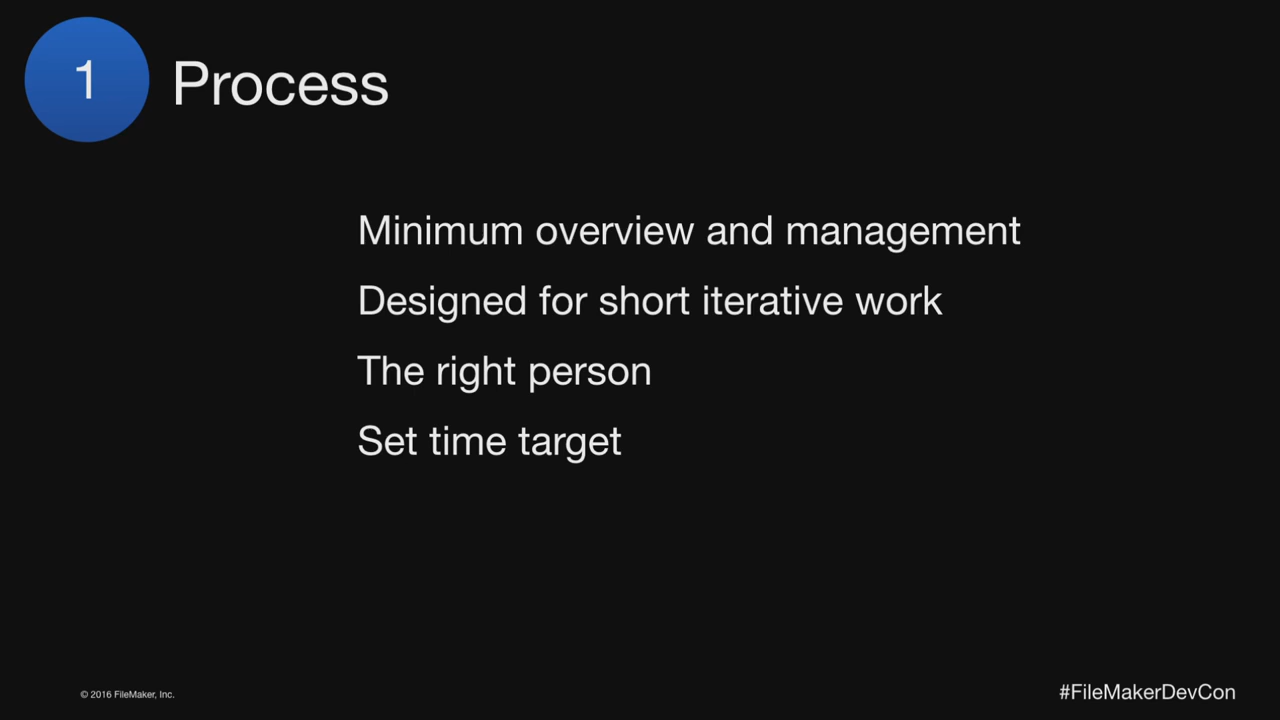 1
Process
Minimum overview and management
Designed for short iterative work
The right person
Set time target
© 2016 FileMaker, Inc.
#FileMakerDevCon